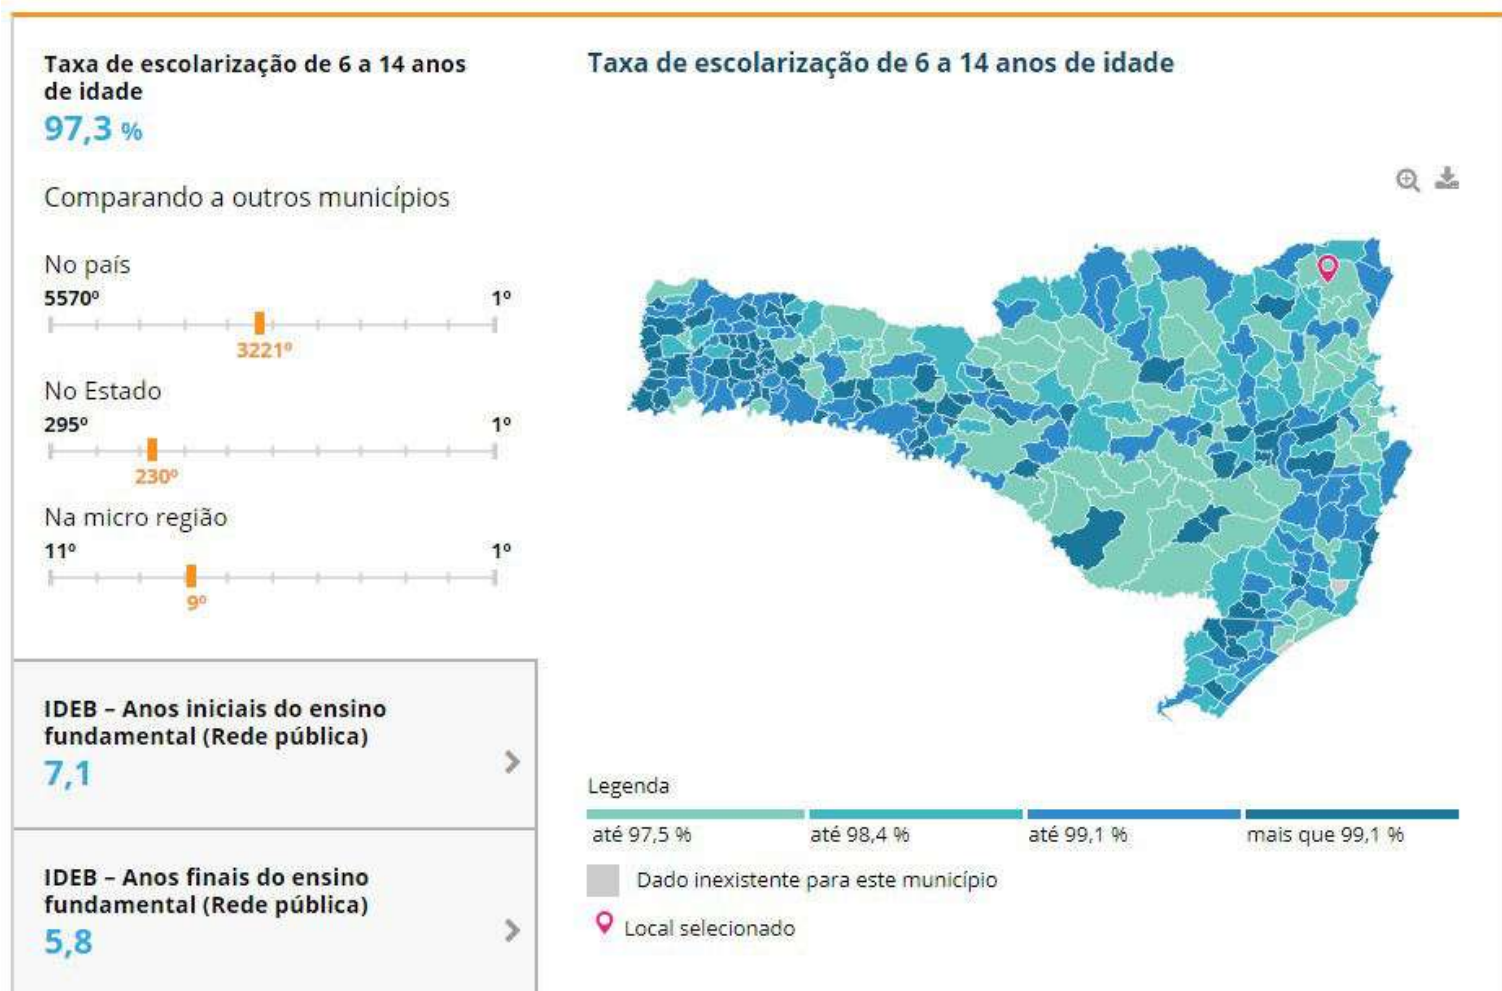 Taxa de escolarização de 6 a 14 anos
de idade
97,3 %
Comparando a outros municípios
No país
5570º
1º
3221º
No Estado
295º
1º
230º
Na micro região
11º
1º
9º
IDEB – Anos iniciais do ensino
fundamental (Rede pública)
7,1
IDEB – Anos finais do ensino
fundamental (Rede pública)
5,8
Taxa de escolarização de 6 a 14 anos de idade
Legenda
até 97,5 %
até 98,4 %
até 99,1 %
mais que 99,1 %
Dado inexistente para este município
Local selecionado